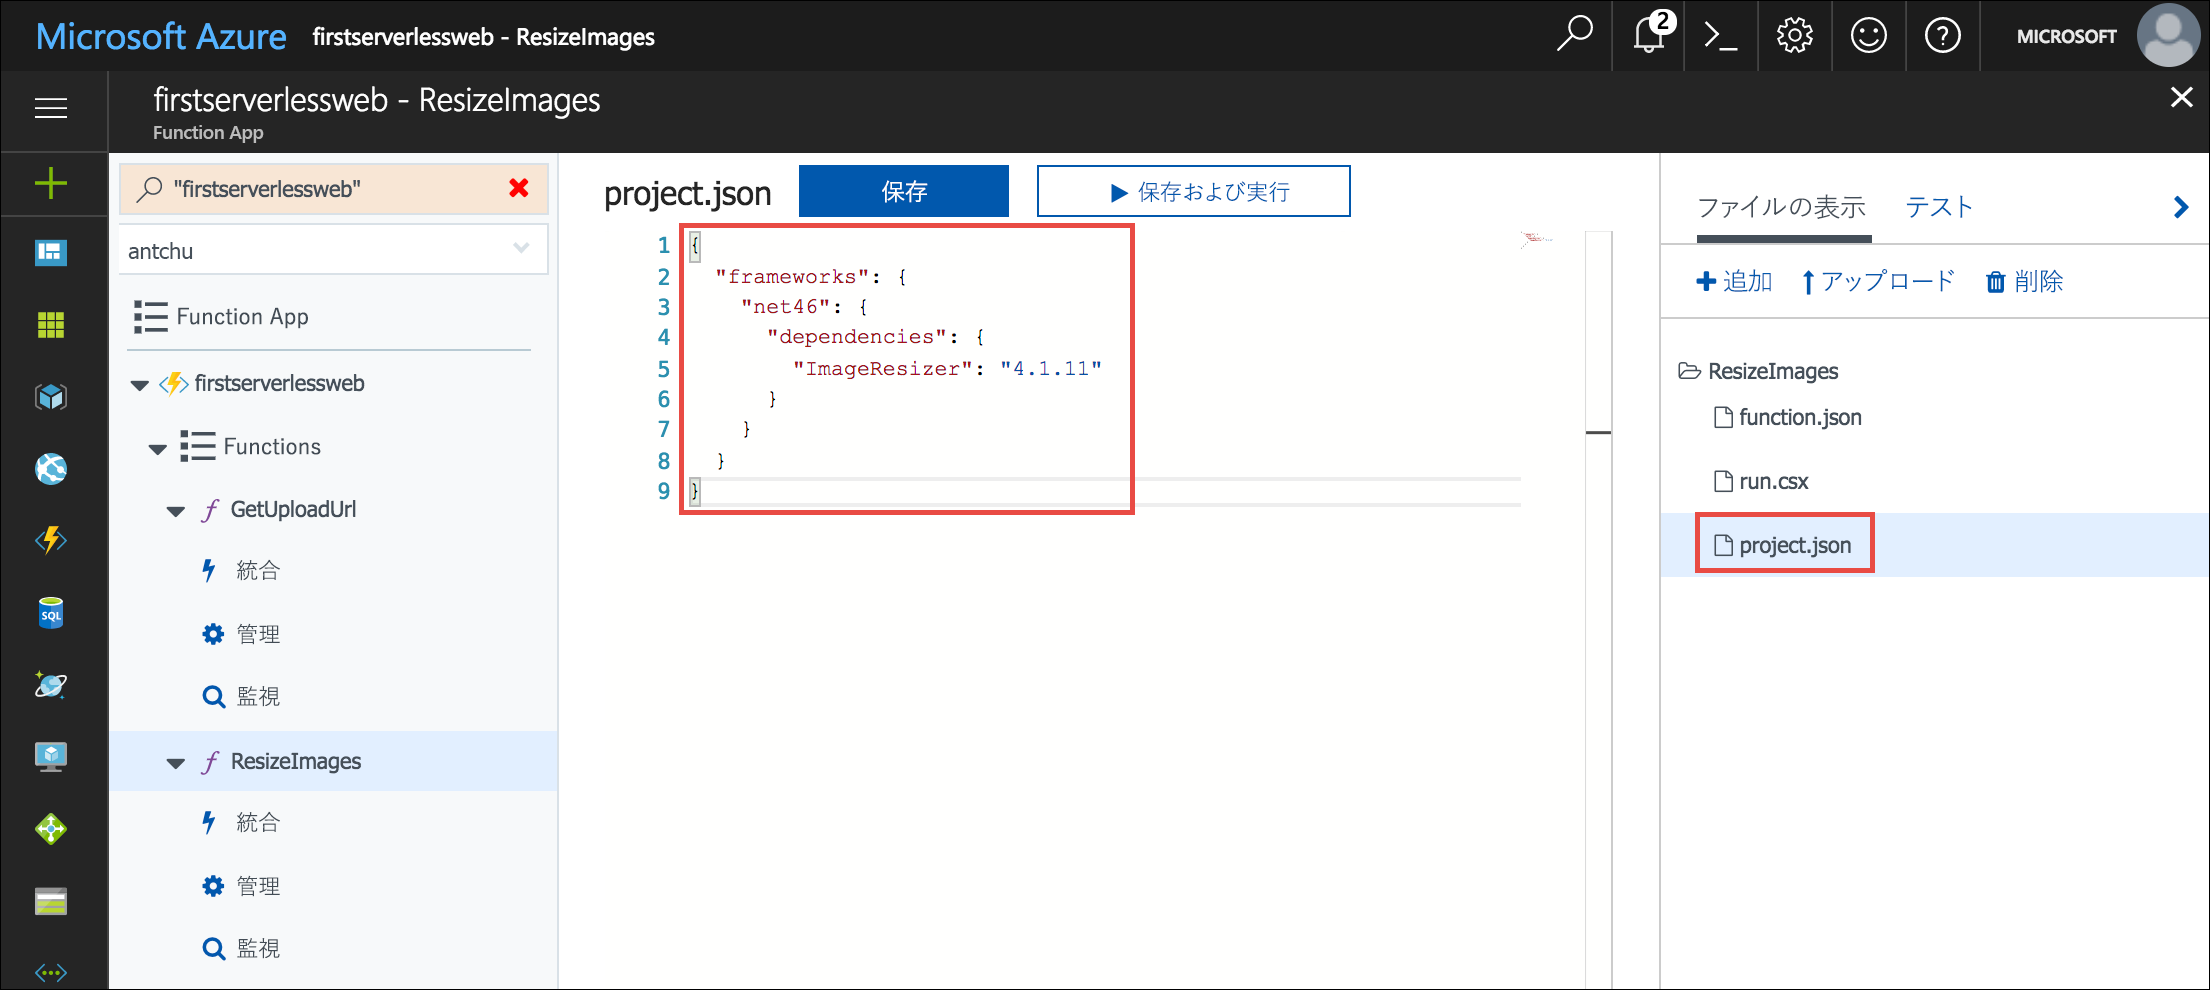 Microsoft Azure firstserverlessweb - ResizeImages 2 MICROSOFT
firstserverlessweb - ResizeImages
Function App
"firstserverlessweb"
antchu
Function App
firstserverlessweb
Functions
GetUploadUrl
統合
管理
監視
ResizeImages
統合
管理
監視
SQL
project.json 保存 保存および実行
1 {
2 "frameworks": {
3 "net46": {
4 "dependencies": {
5 "ImageResizer": "4.1.11"
6 }
7 }
8 }
9 }
ファイルの表示 テスト
追加 アップロード 削除
ResizeImages
function.json
run.csx
project.json